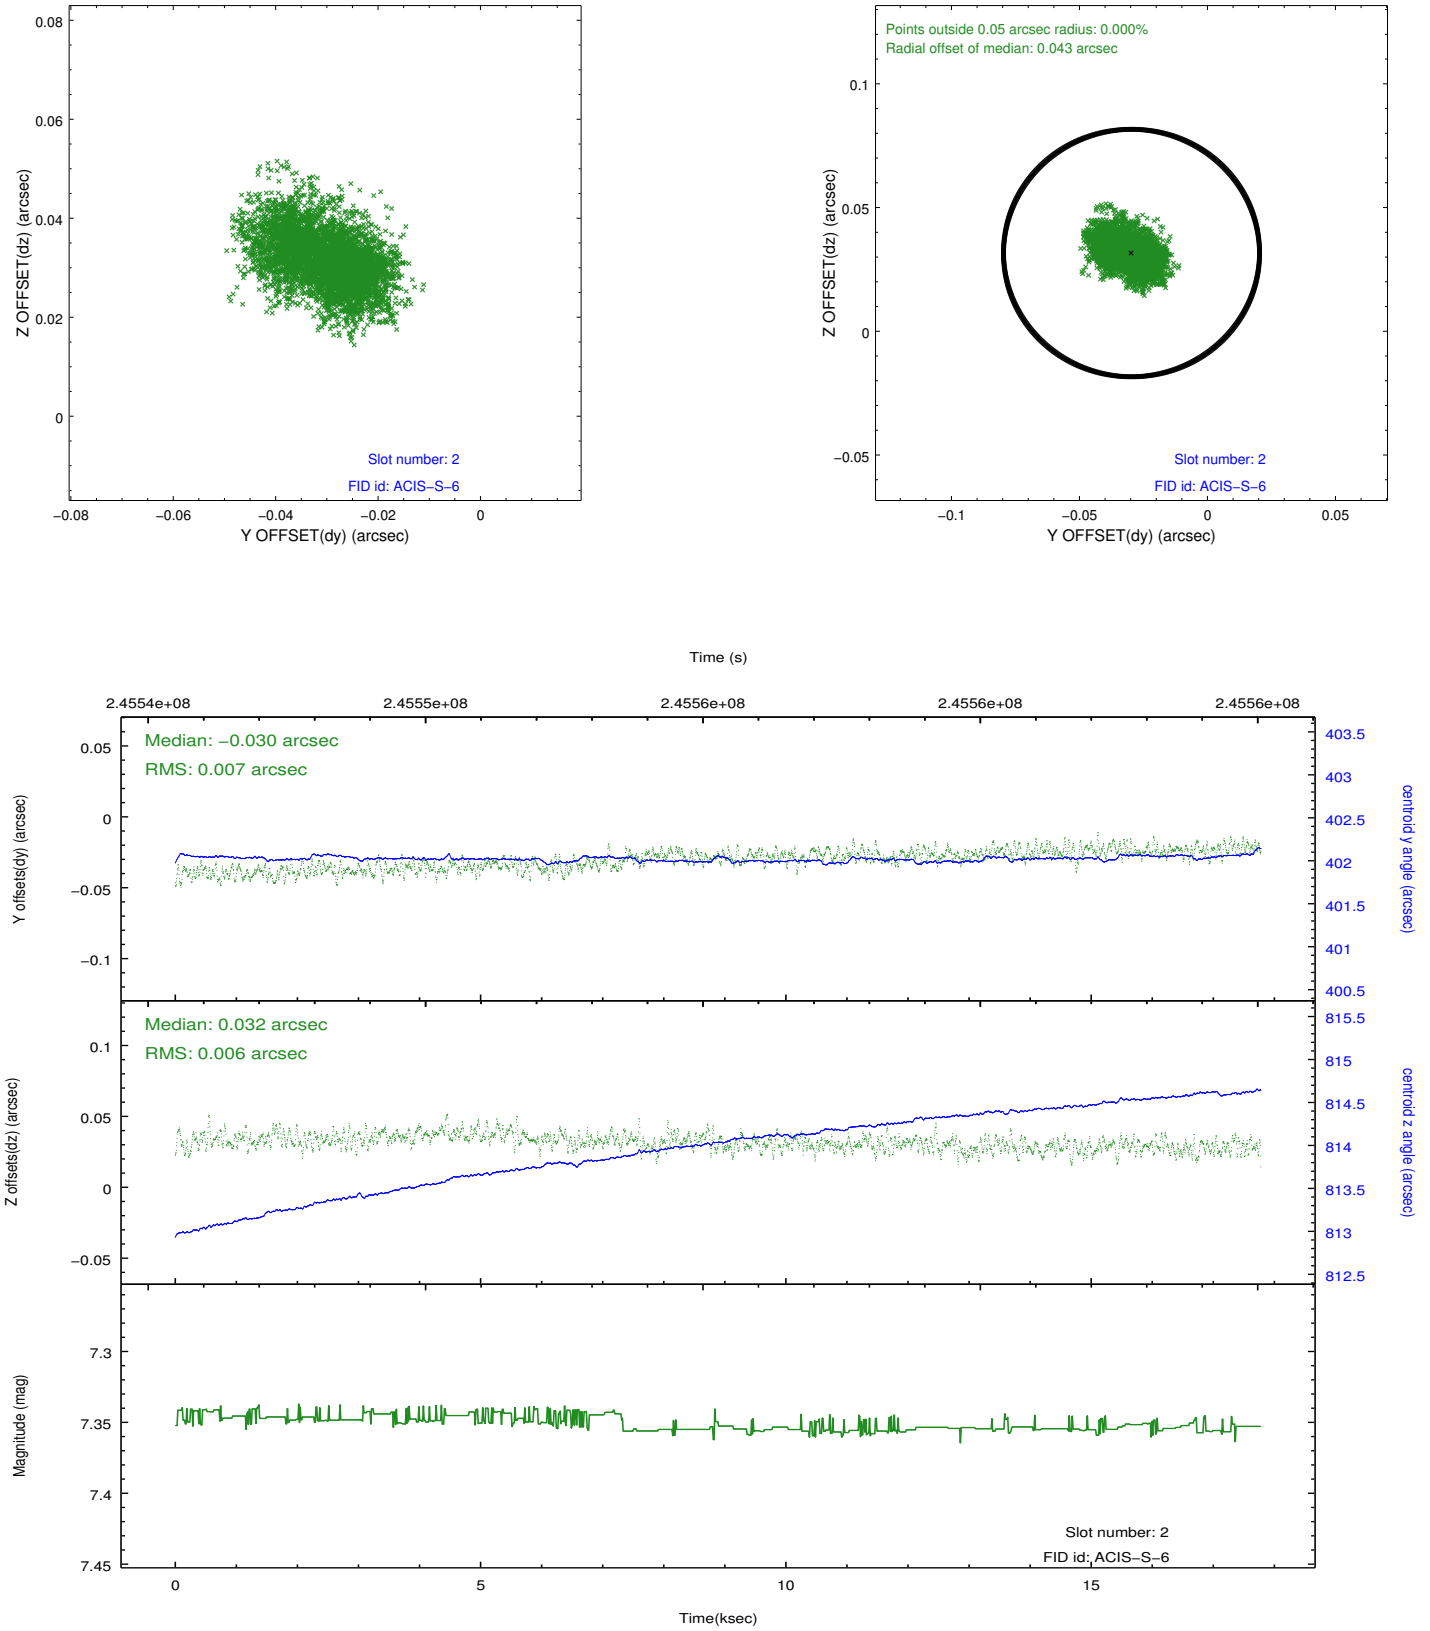 0.08
0.06
0.04
0.02
0
Z OFFSET(dz) (arcsec)
Slot number: 2
FID id: ACIS−S−6
−0.08
−0.06
−0.04
−0.02
0
Y OFFSET(dy) (arcsec)
Points outside 0.05 arcsec radius: 0.000%
Radial offset of median: 0.043 arcsec
0.1
0.05
0
−0.05
Z OFFSET(dz) (arcsec)
Slot number: 2
FID id: ACIS−S−6
−0.1
−0.05
0
0.05
Y OFFSET(dy) (arcsec)
Time (s)
2.4554e+08
2.4555e+08
2.4556e+08
2.4556e+08
2.4556e+08
Median: −0.030 arcsec
RMS: 0.007 arcsec
0.05
0
−0.05
−0.1
Y offsets(dy) (arcsec)
403.5
403
402.5
402
401.5
401
400.5
centroid y angle (arcsec)
Median: 0.032 arcsec
RMS: 0.006 arcsec
0.1
0.05
0
−0.05
Z offsets(dz) (arcsec)
815.5
815
814.5
814
813.5
813
812.5
centroid z angle (arcsec)
7.3
7.35
7.4
7.45
Magnitude (mag)
Slot number: 2
FID id: ACIS−S−6
0
5
10
15
Time(ksec)